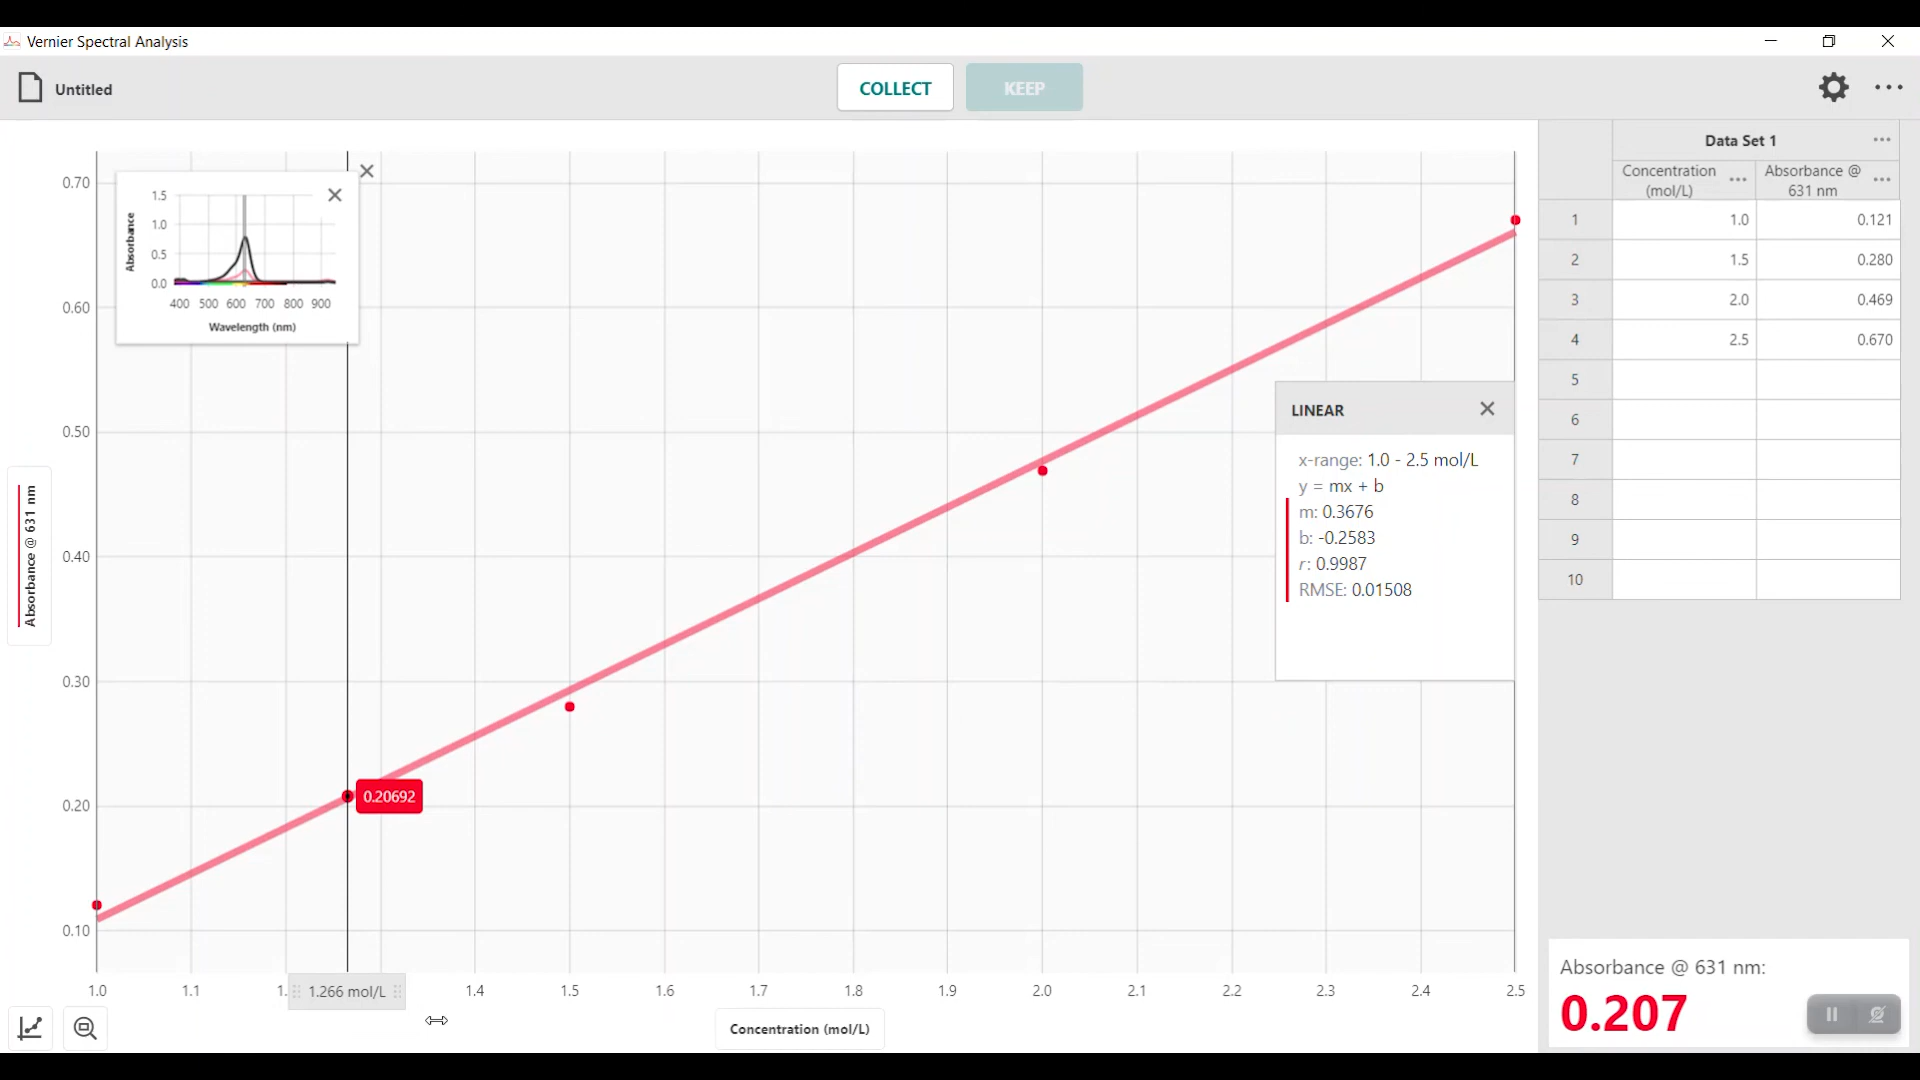 Vernier Spectral Analysis
Untitled
COLLECT
KEEP
Data Set 1
Concentration (mol/L)
Absorbance @ 631 nm
1 1.0 0.121
2 1.5 0.280
3 2.0 0.469
4 2.5 0.670
5
6
7
8
9
10
0.70
0.60
0.50
0.40
0.30
0.20
0.10
Absorbance @ 631 nm
1.5
1.0
0.5
0.0
Absorbance
400 500 600 700 800 900
Wavelength (nm)
LINEAR
x-range: 1.0 - 2.5 mol/L
y = mx + b
m: 0.3676
b: -0.2583
r: 0.9987
RMSE: 0.01508
0.20692
1.0 1.1 1. 1.266 mol/L 1.4 1.5 1.6 1.7 1.8 1.9 2.0 2.1 2.2 2.3 2.4 2.5
Concentration (mol/L)
Absorbance @ 631 nm:
0.207